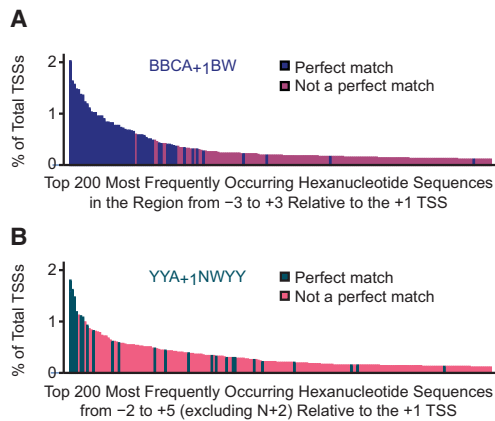 A
% of Total TSSs
2
1
0
BBCA+1BW
Perfect match
Not a perfect match
Top 200 Most Frequently Occurring Hexanucleotide Sequences
in the Region from −3 to +3 Relative to the +1 TSS
B
% of Total TSSs
2
1
0
YYA+1NWYY
Perfect match
Not a perfect match
Top 200 Most Frequently Occurring Hexanucleotide Sequences
from −2 to +5 (excluding N+2) Relative to the +1 TSS